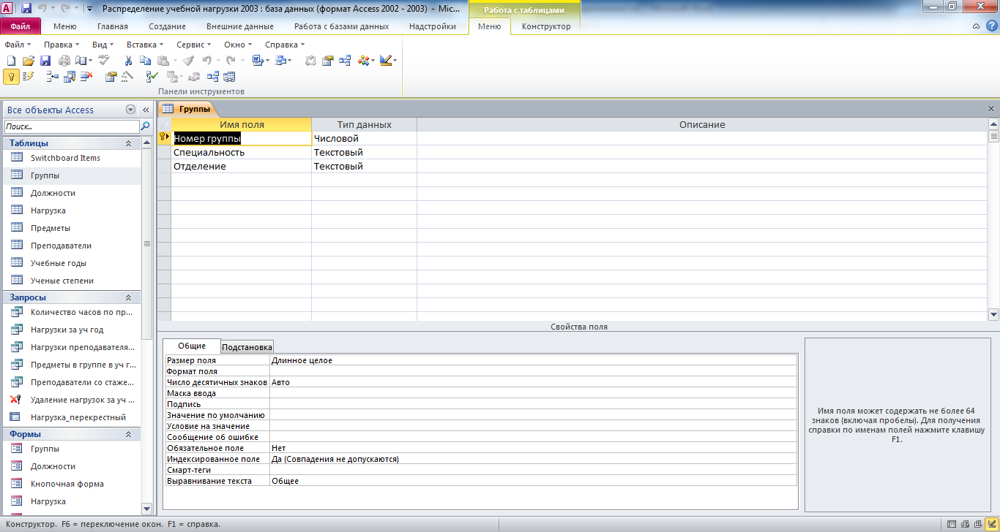 Распределение учебной нагрузки 2003 : база данных (формат Access 2002 - 2003) - Mic...
Работа с таблицами
Файл Меню Главная Создание Внешние данные Работа с базами данных Надстройки Меню Конструктор
Файл Правка Вид Вставка Сервис Окно Справка
Панели инструментов
Все объекты Access
Поиск...
Таблицы
Switchboard Items
Группы
Должности
Нагрузка
Предметы
Преподаватели
Учебные годы
Ученые степени
Запросы
Количество часов по пр...
Нагрузки за уч год
Нагрузки преподавателя...
Предметы в группе в уч г...
Преподаватели со стаже...
Удаление нагрузок за уч ...
Нагрузка_перекрестный
Формы
Группы
Должности
Кнопочная форма
Нагрузка
Группы
Имя поля Тип данных Описание
Номер группы Числовой
Специальность Текстовый
Отделение Текстовый
Свойства поля
Общие Подстановка
Размер поля Длинное целое
Формат поля
Число десятичных знаков Авто
Маска ввода
Подпись
Значение по умолчанию
Условие на значение
Сообщение об ошибке
Обязательное поле Нет
Индексированное поле Да (Совпадения не допускаются)
Смарт-теги
Выравнивание текста Общее
Имя поля может содержать не более 64
знаков (включая пробелы). Для получения
справки по именам полей нажмите клавишу
F1.
Конструктор. F6 = переключение окон. F1 = справка.